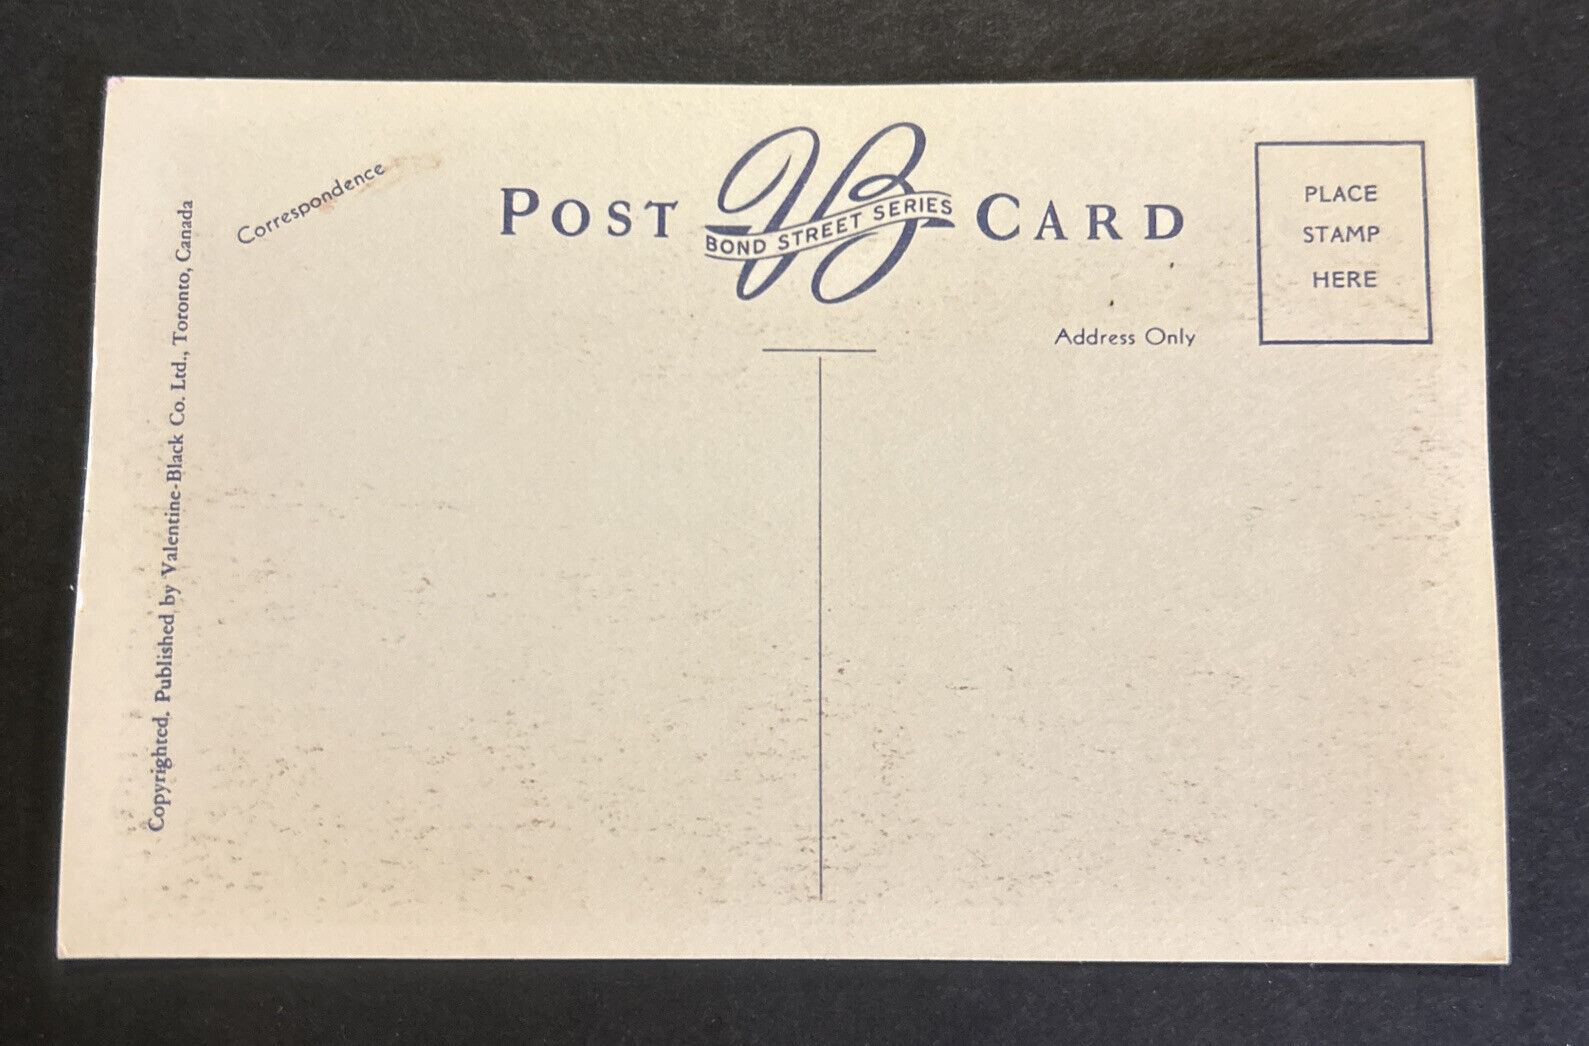 Correspondence
POST CARD
VB
BOND STREET SERIES
PLACE
STAMP
HERE
Address Only
Copyrighted. Published by Valentine-Black Co. Ltd., Toronto, Canada